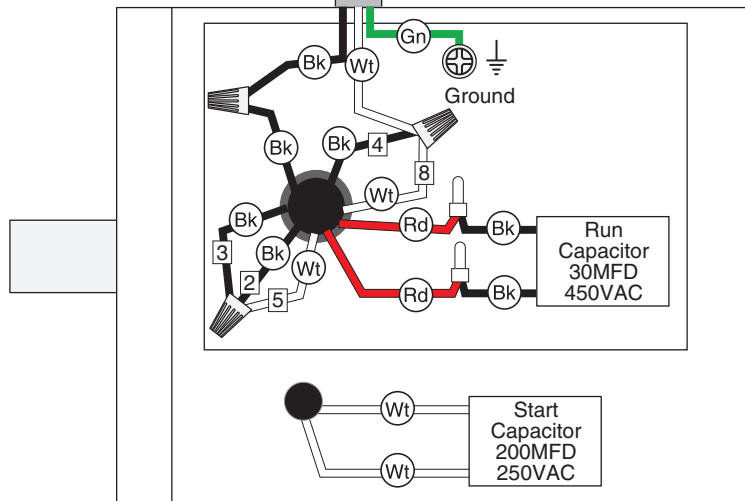 Gn
Bk
Wt
Ground
Bk
Bk
4
8
Wt
Bk
Rd
Bk
3
Bk
Wt
2
5
Rd
Bk
Run
Capacitor
30MFD
450VAC
Wt
Wt
Start
Capacitor
200MFD
250VAC